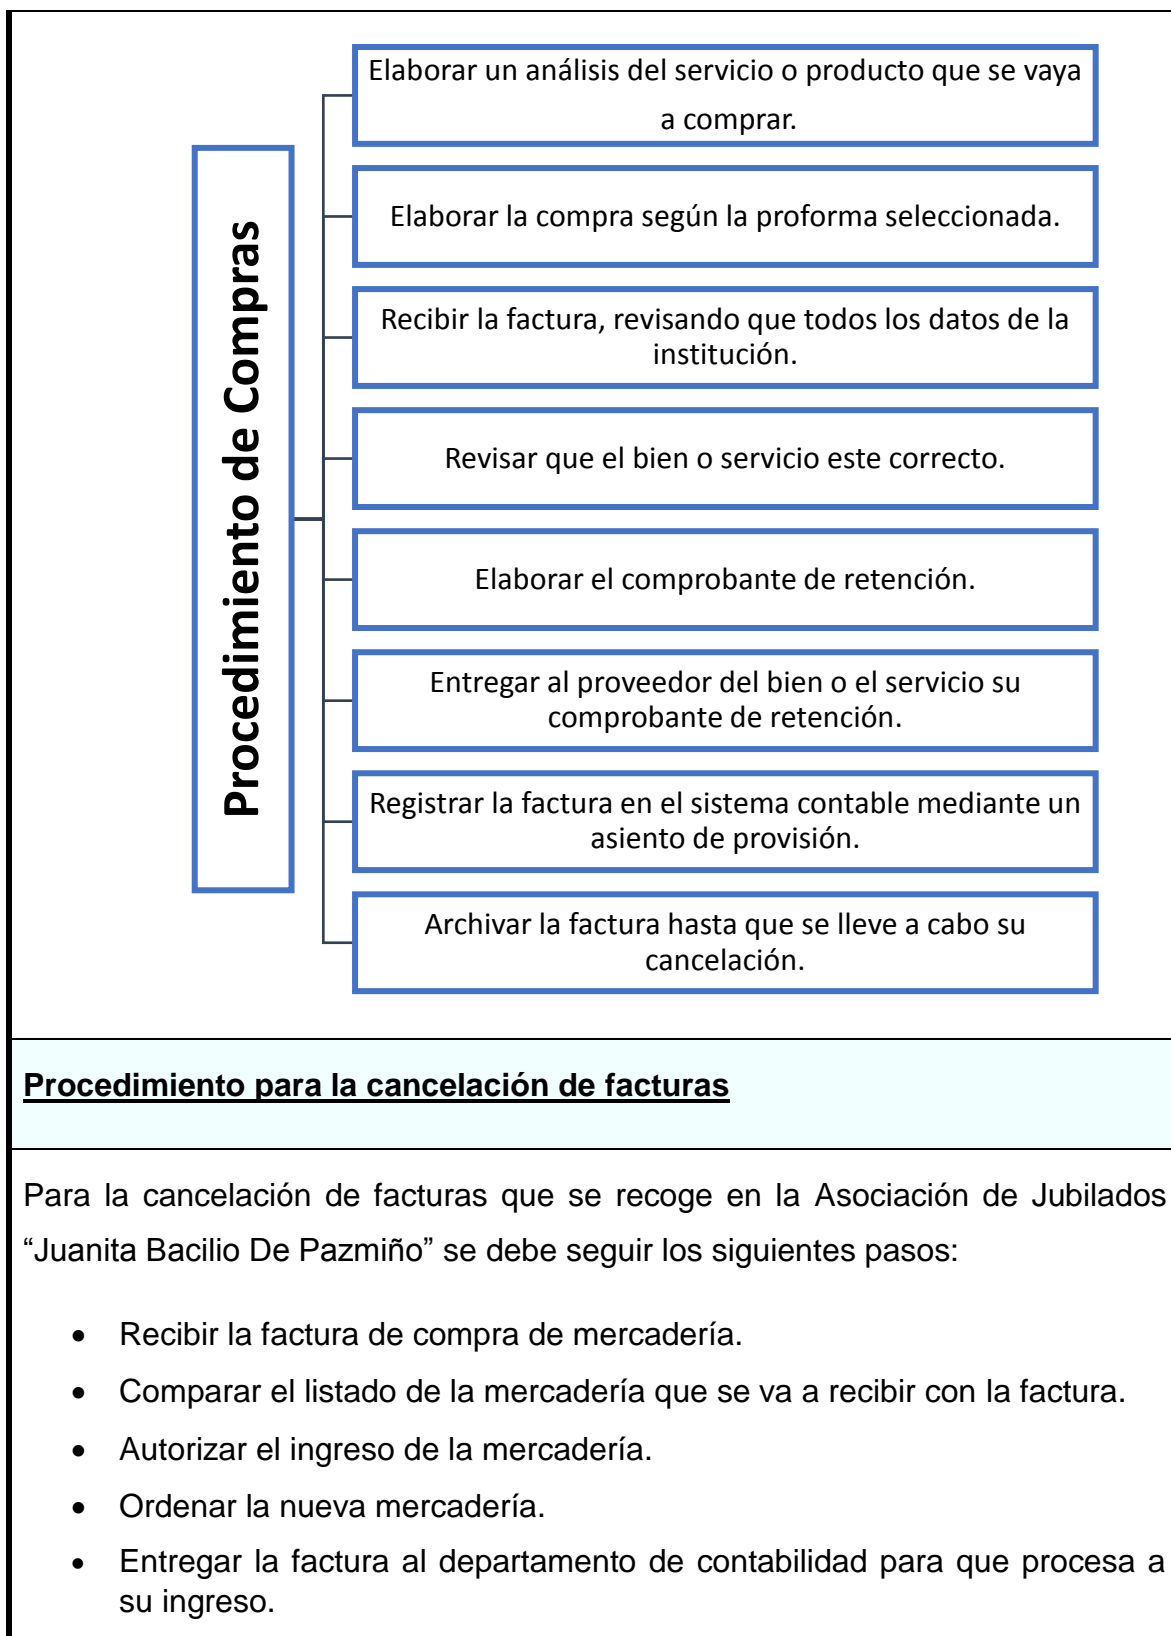 Procedimiento de Compras
Elaborar un análisis del servicio o producto que se vaya
a comprar.
Elaborar la compra según la proforma seleccionada.
Recibir la factura, revisando que todos los datos de la
institución.
Revisar que el bien o servicio este correcto.
Elaborar el comprobante de retención.
Entregar al proveedor del bien o el servicio su
comprobante de retención.
Registrar la factura en el sistema contable mediante un
asiento de provisión.
Archivar la factura hasta que se lleve a cabo su
cancelación.
Procedimiento para la cancelación de facturas
Para la cancelación de facturas que se recoge en la Asociación de Jubilados
“Juanita Bacilio De Pazmiño” se debe seguir los siguientes pasos:
• Recibir la factura de compra de mercadería.
• Comparar el listado de la mercadería que se va a recibir con la factura.
• Autorizar el ingreso de la mercadería.
• Ordenar la nueva mercadería.
• Entregar la factura al departamento de contabilidad para que procesa a
su ingreso.